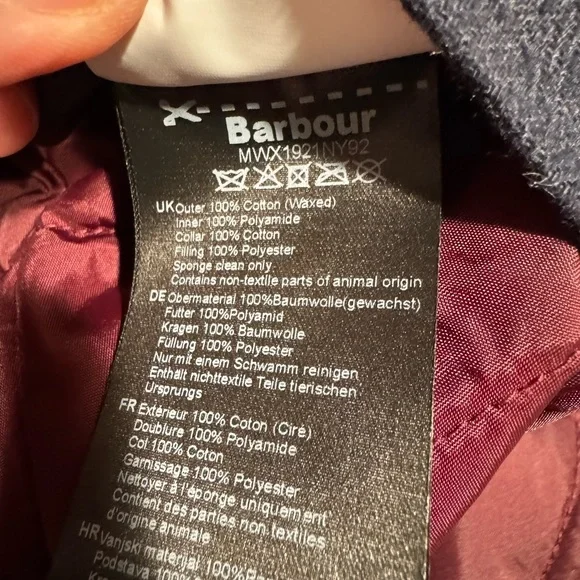 Barbour
MWX1921NY92
UK Outer 100% Cotton (Waxed)
Inner 100% Polyamide
Collar 100% Cotton
Filling 100% Polyester
Sponge clean only
Contains non-textile parts of animal origin
DE Obermaterial 100%Baumwolle(gewachst)
Futter 100%Polyamid
Kragen 100% Baumwolle
Füllung 100% Polyester
Nur mit einem Schwamm reinigen
Enthält nichttextile Teile tierischen
Ursprungs
FR Extérieur 100% Coton (Ciré)
Doublure 100% Polyamide
Col 100% Coton
Garnissage 100% Polyester
Nettoyer à l'éponge uniquement
Contient des parties non textiles
d'origine animale
HR Vanjski materijal 100%
Podstava 100%